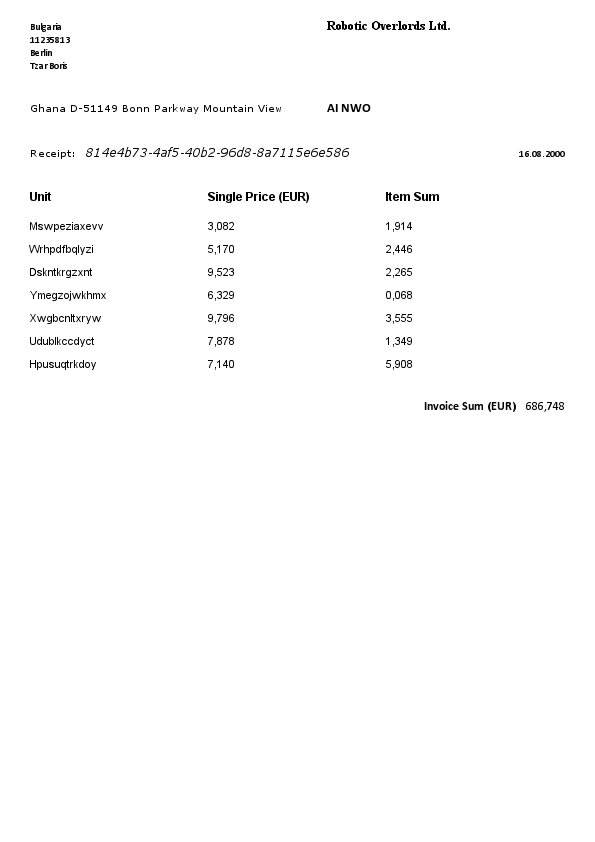 Bulgaria
11235813
Berlin
Tzar Boris
Robotic Overlords Ltd.
Ghana D-51149 Bonn Parkway Mountain View AI NWO
Receipt: 814e4b73-4af5-40b2-96d8-8a7115e6e586 16.08.2000
Unit Single Price (EUR) Item Sum
Mswpeziaxevv 3,082 1,914
Wrhpdfbqlyzi 5,170 2,446
Dskntkrgzxnt 9,523 2,265
Ymegzojwkhmx 6,329 0,068
Xwgbcnltxryw 9,796 3,555
Udublkccdyct 7,878 1,349
Hpusuqtrkdoy 7,140 5,908
Invoice Sum (EUR) 686,748